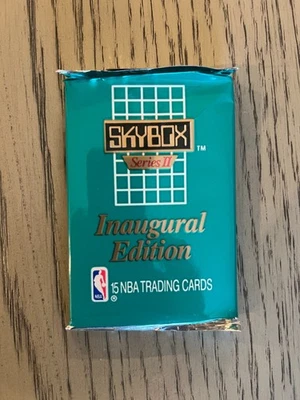 SKYBOX ™
Series II
Inaugural
Edition
NBA
®
15 NBA TRADING CARDS